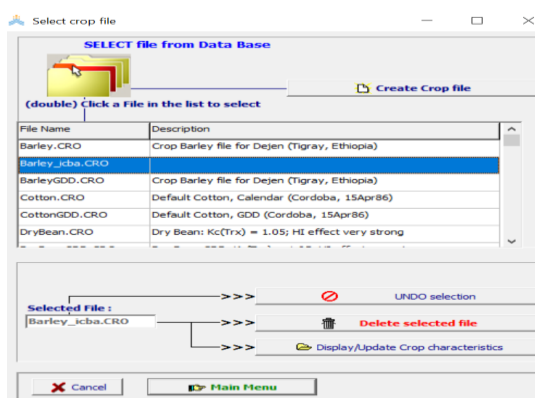 Select crop file
SELECT file from Data Base
Create Crop file
(double) Click a File in the list to select
File Name Description
Barley.CRO Crop Barley file for Dejen (Tigray, Ethiopia)
Barley_icba.CRO
BarleyGDD.CRO Crop Barley file for Dejen (Tigray, Ethiopia)
Cotton.CRO Default Cotton, Calendar (Cordoba, 15Apr86)
CottonGDD.CRO Default Cotton, GDD (Cordoba, 15Apr86)
DryBean.CRO Dry Bean: Kc(Trx) = 1.05; HI effect very strong
>>> UNDO selection
Selected File :
Barley_icba.CRO >>> Delete selected file
>>> Display/Update Crop characteristics
Cancel Main Menu